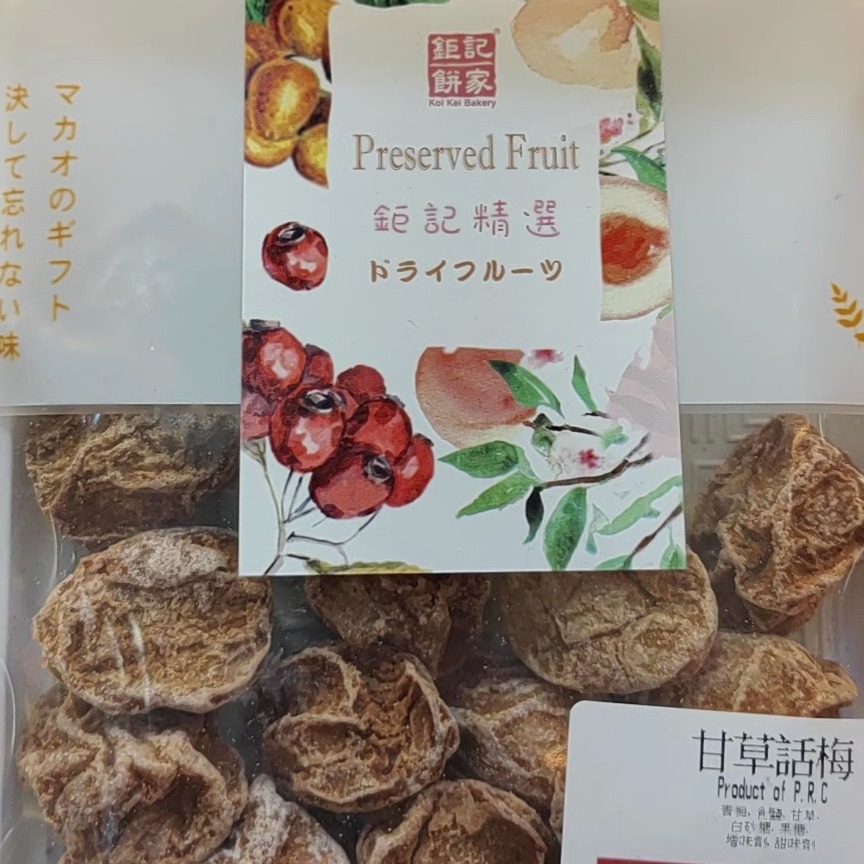 マカオのギフト
決して忘れない味
鉅記
餅家
Koi Kei Bakery
Preserved Fruit
鉅記精選
ドライフルーツ
甘草話梅
Product of P.R.C
青梅, 食鹽, 甘草,
白砂糖, 黑糖,
增味劑, 甜味劑